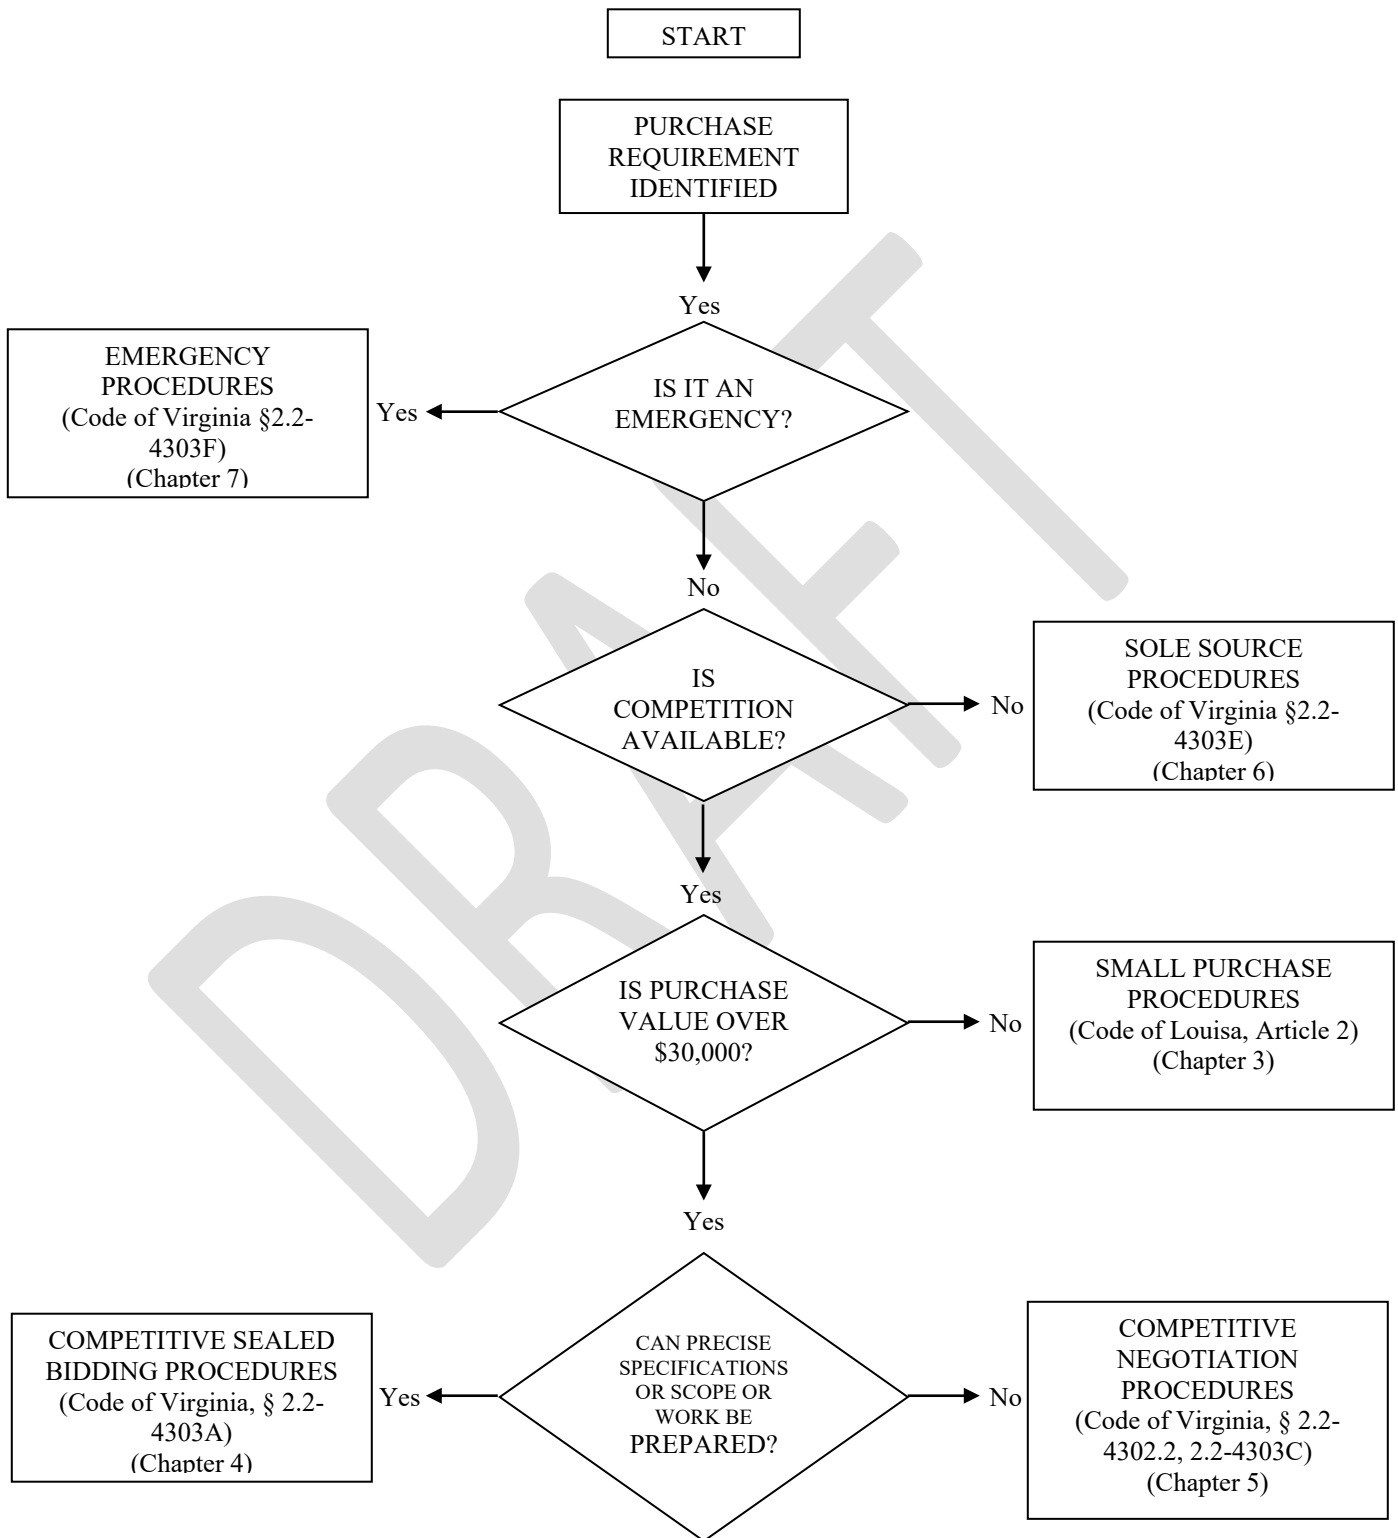 START
PURCHASE
REQUIREMENT
IDENTIFIED
Yes
EMERGENCY
PROCEDURES
(Code of Virginia §2.2-
4303F)
(Chapter 7)
Yes
IS IT AN
EMERGENCY?
No
IS
COMPETITION
AVAILABLE?
No
SOLE SOURCE
PROCEDURES
(Code of Virginia §2.2-
4303E)
(Chapter 6)
Yes
IS PURCHASE
VALUE OVER
$30,000?
No
SMALL PURCHASE
PROCEDURES
(Code of Louisa, Article 2)
(Chapter 3)
Yes
COMPETITIVE SEALED
BIDDING PROCEDURES
(Code of Virginia, § 2.2-
4303A)
(Chapter 4)
Yes
CAN PRECISE
SPECIFICATIONS
OR SCOPE OR
WORK BE
PREPARED?
No
COMPETITIVE
NEGOTIATION
PROCEDURES
(Code of Virginia, § 2.2-
4302.2, 2.2-4303C)
(Chapter 5)
DRAFT